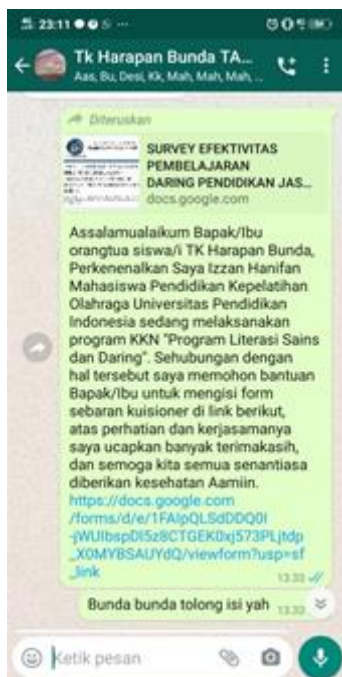 23:11
Tk Harapan Bunda TA...
Aas, Bu, Desi, Kk, Mah, Mah, Mah, ...
Diteruskan
SURVEY EFEKTIVITAS
PEMBELAJARAN
DARING PENDIDIKAN JAS...
docs.google.com
Assalamualaikum Bapak/Ibu
orangtua siswa/i TK Harapan Bunda,
Perkenenalkan Saya Izzan Hanifan
Mahasiswa Pendidikan Kepelatihan
Olahraga Universitas Pendidikan
Indonesia sedang melaksanakan
program KKN "Program Literasi Sains
dan Daring". Sehubungan dengan
hal tersebut saya memohon bantuan
Bapak/Ibu untuk mengisi form
sebaran kuisioner di link berikut,
atas perhatian dan kerjasamanya
saya ucapkan banyak terimakasih,
dan semoga kita semua senantiasa
diberikan kesehatan Aamiin.
https://docs.google.com
/forms/d/e/1FAIpQLSdDDQ0I
-jWUIbspDI5z8CTGEK0xj573PLjtdp
_X0MYBSAUYdQ/viewform?usp=sf
_link
13.33
Bunda bunda tolong isi yah
13.33
Ketik pesan